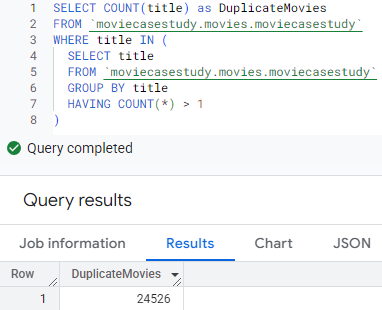 1 SELECT COUNT(title) as DuplicateMovies
2 FROM `moviecasestudy.movies.moviecasestudy`
3 WHERE title IN (
4 SELECT title
5 FROM `moviecasestudy.movies.moviecasestudy`
6 GROUP BY title
7 HAVING COUNT(*) > 1
8 )
Query completed
Query results
Job information Results Chart JSON
Row DuplicateMovies
1 24526